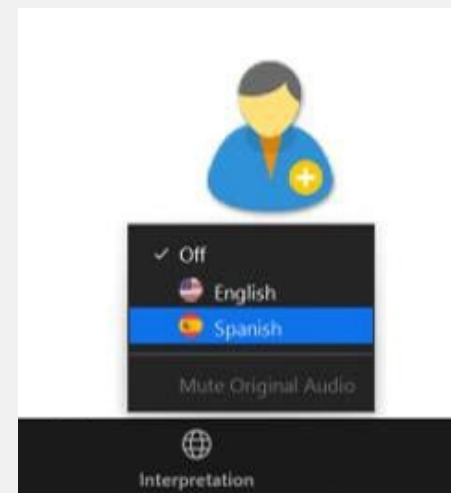 Off
English
Spanish
Mute Original Audio
Interpretation